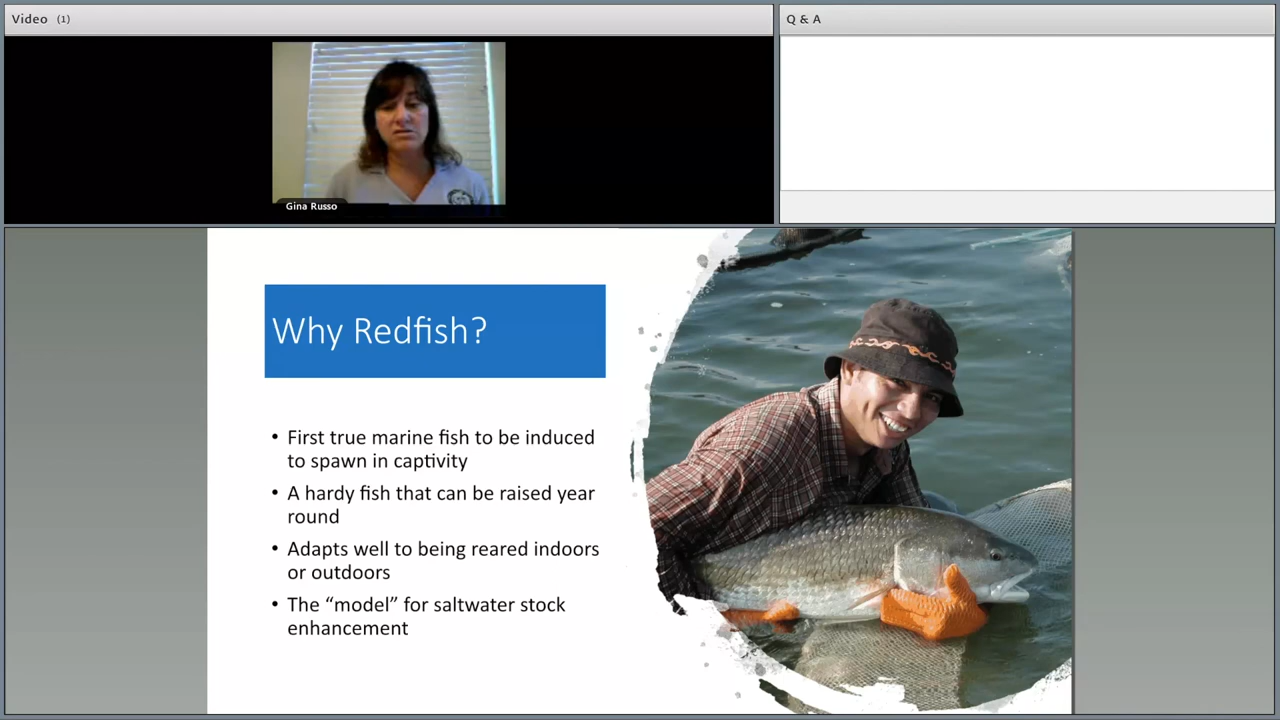 Video (1)
Q & A
Gina Russo
Why Redfish?
• First true marine fish to be induced
to spawn in captivity
• A hardy fish that can be raised year
round
• Adapts well to being reared indoors
or outdoors
• The “model” for saltwater stock
enhancement